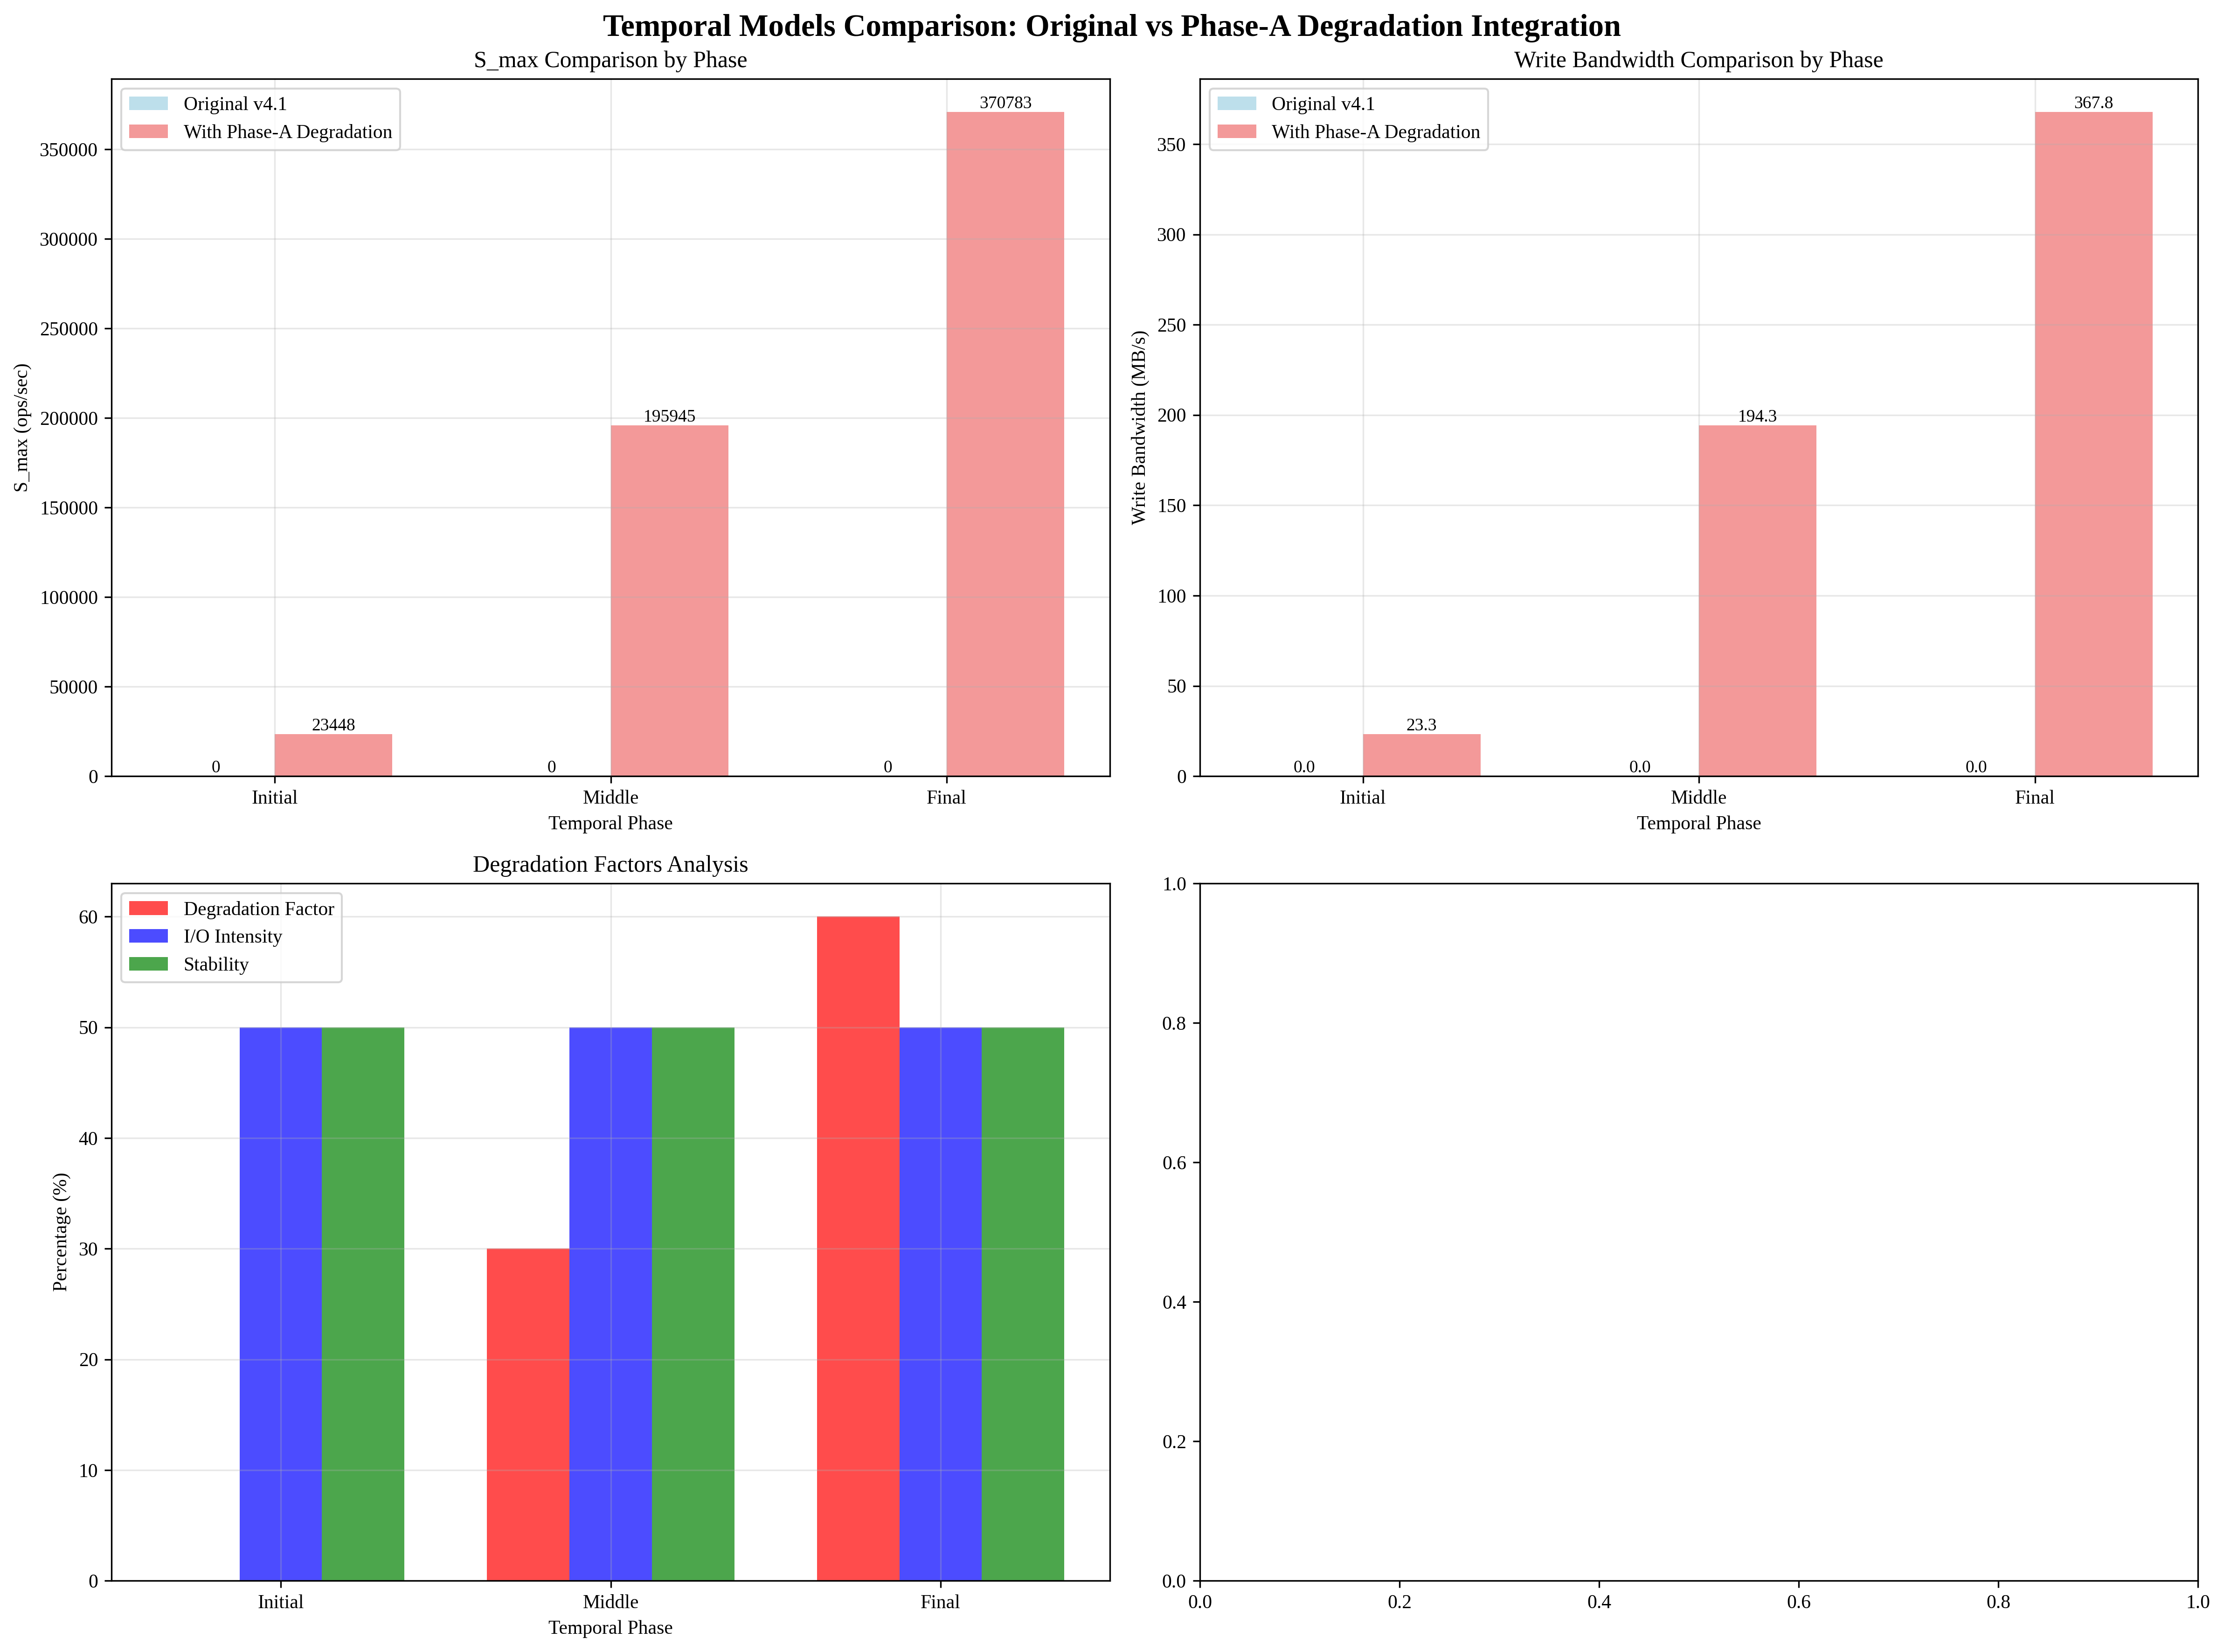 Temporal Models Comparison: Original vs Phase-A Degradation Integration
S_max Comparison by Phase
Original v4.1
With Phase-A Degradation
S_max (ops/sec)
350000
300000
250000
200000
150000
100000
50000
0
0
23448
0
195945
0
370783
Initial
Middle
Final
Temporal Phase
Write Bandwidth Comparison by Phase
Original v4.1
With Phase-A Degradation
Write Bandwidth (MB/s)
350
300
250
200
150
100
50
0
0.0
23.3
0.0
194.3
0.0
367.8
Initial
Middle
Final
Temporal Phase
Degradation Factors Analysis
Degradation Factor
I/O Intensity
Stability
Percentage (%)
60
50
40
30
20
10
0
Initial
Middle
Final
Temporal Phase
1.0
0.8
0.6
0.4
0.2
0.0
0.0
0.2
0.4
0.6
0.8
1.0